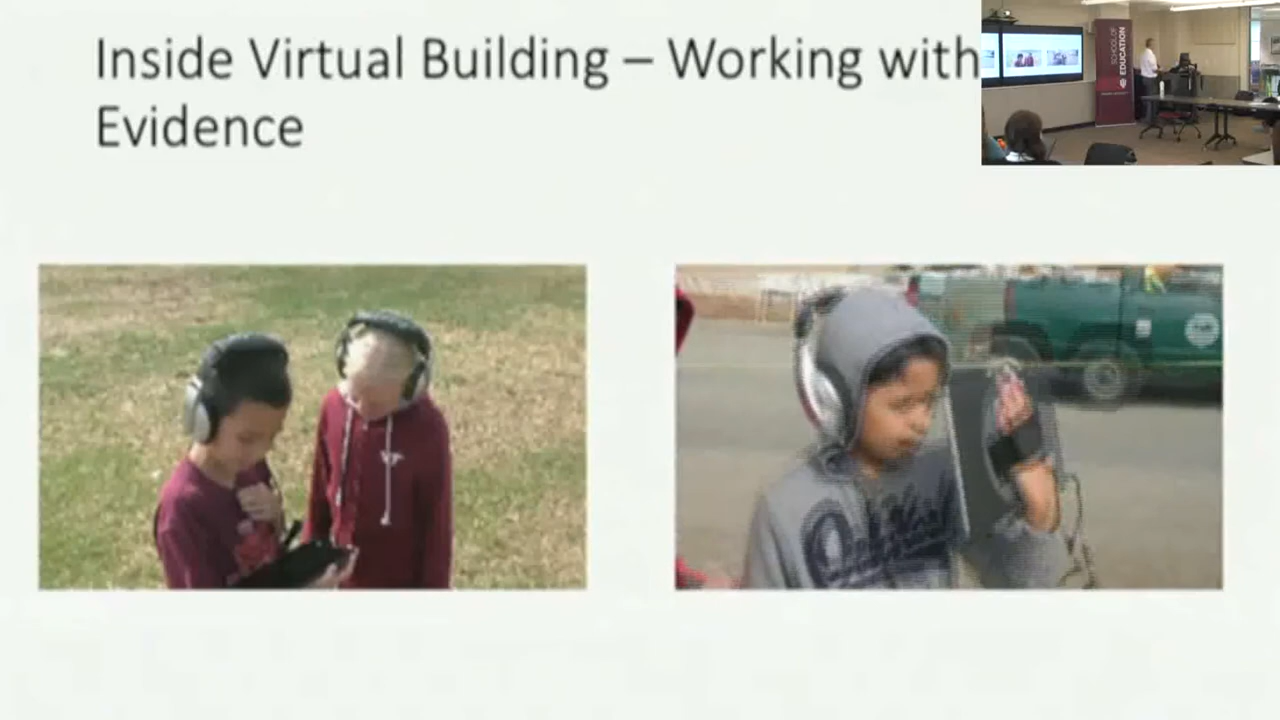 Inside Virtual Building – Working with
Evidence
SCHOOL OF
EDUCATION